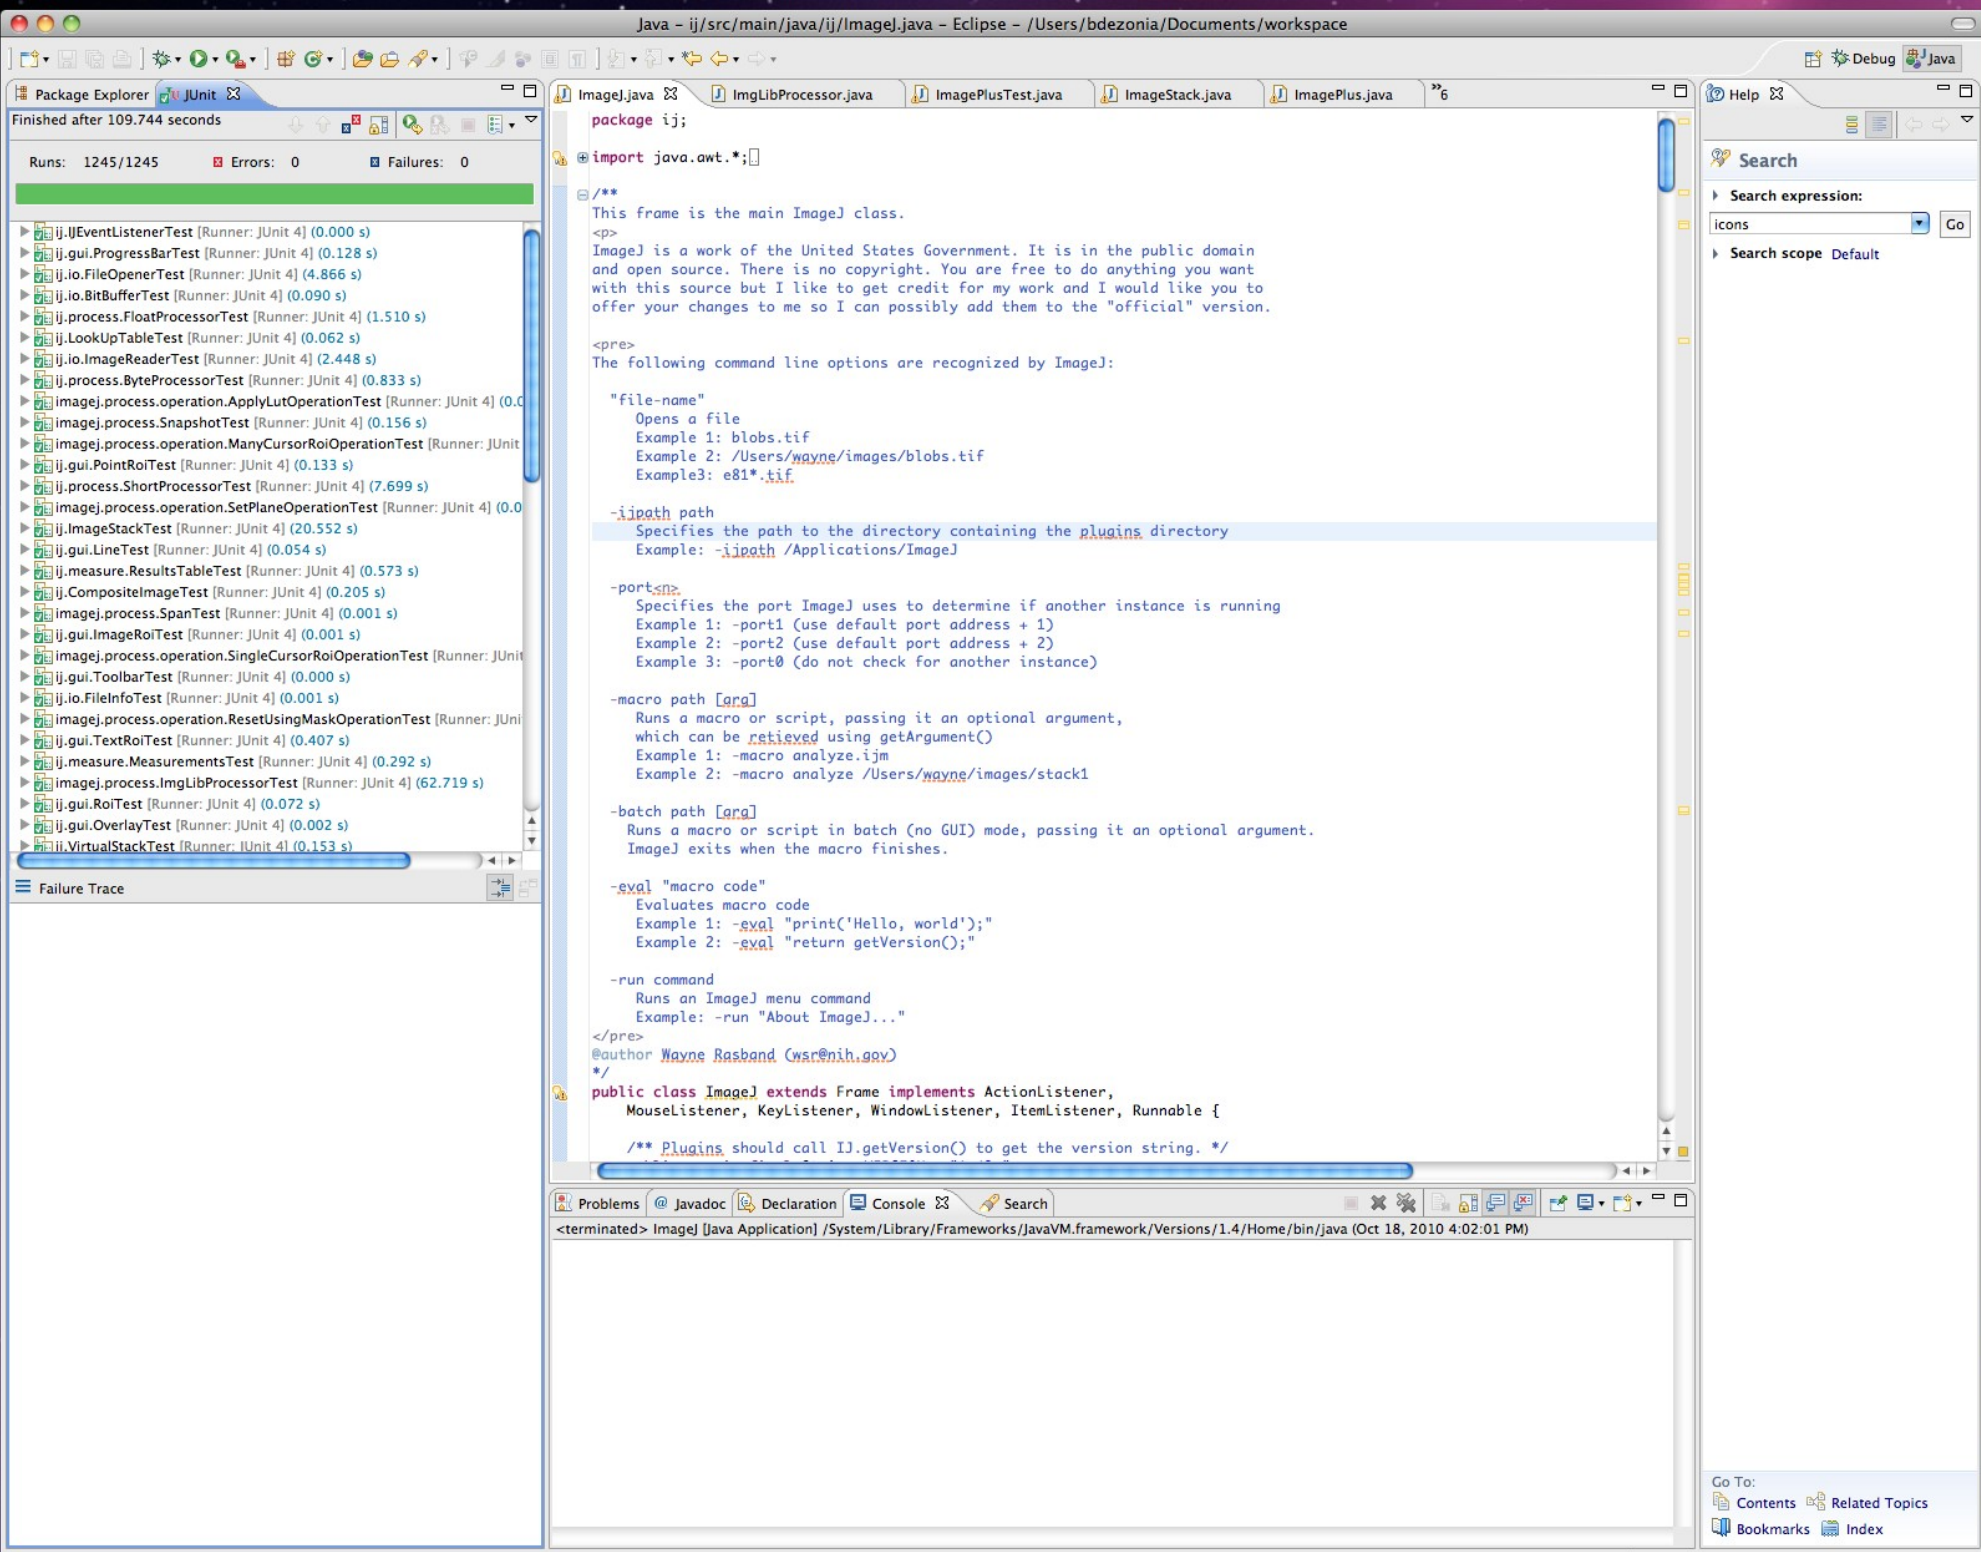 Java – ij/src/main/java/ij/ImageJ.java – Eclipse – /Users/bdezonia/Documents/workspace
Debug Java
Package Explorer JUnit
Finished after 109.744 seconds
Runs: 1245/1245 Errors: 0 Failures: 0
ij.IJEventListenerTest [Runner: JUnit 4] (0.000 s)
ij.gui.ProgressBarTest [Runner: JUnit 4] (0.128 s)
ij.io.FileOpenerTest [Runner: JUnit 4] (4.866 s)
ij.io.BitBufferTest [Runner: JUnit 4] (0.090 s)
ij.process.FloatProcessorTest [Runner: JUnit 4] (1.510 s)
ij.LookUpTableTest [Runner: JUnit 4] (0.062 s)
ij.io.ImageReaderTest [Runner: JUnit 4] (2.448 s)
ij.process.ByteProcessorTest [Runner: JUnit 4] (0.833 s)
imagej.process.operation.ApplyLutOperationTest [Runner: JUnit 4] (0.0
imagej.process.SnapshotTest [Runner: JUnit 4] (0.156 s)
imagej.process.operation.ManyCursorRoiOperationTest [Runner: JUnit
ij.gui.PointRoiTest [Runner: JUnit 4] (0.133 s)
ij.process.ShortProcessorTest [Runner: JUnit 4] (7.699 s)
imagej.process.operation.SetPlaneOperationTest [Runner: JUnit 4] (0.0
ij.ImageStackTest [Runner: JUnit 4] (20.552 s)
ij.gui.LineTest [Runner: JUnit 4] (0.054 s)
ij.measure.ResultsTableTest [Runner: JUnit 4] (0.573 s)
ij.CompositeImageTest [Runner: JUnit 4] (0.205 s)
imagej.process.SpanTest [Runner: JUnit 4] (0.001 s)
ij.gui.ImageRoiTest [Runner: JUnit 4] (0.001 s)
imagej.process.operation.SingleCursorRoiOperationTest [Runner: JUnit
ij.gui.ToolbarTest [Runner: JUnit 4] (0.000 s)
ij.io.FileInfoTest [Runner: JUnit 4] (0.001 s)
imagej.process.operation.ResetUsingMaskOperationTest [Runner: JUni
ij.gui.TextRoiTest [Runner: JUnit 4] (0.407 s)
ij.measure.MeasurementsTest [Runner: JUnit 4] (0.292 s)
imagej.process.ImgLibProcessorTest [Runner: JUnit 4] (62.719 s)
ij.gui.RoiTest [Runner: JUnit 4] (0.072 s)
ij.gui.OverlayTest [Runner: JUnit 4] (0.002 s)
ij.VirtualStackTest [Runner: JUnit 4] (0.153 s)
Failure Trace
ImageJ.java ImgLibProcessor.java ImagePlusTest.java ImageStack.java ImagePlus.java »6
package ij;
import java.awt.*;
/**
This frame is the main ImageJ class.
<p>
ImageJ is a work of the United States Government. It is in the public domain
and open source. There is no copyright. You are free to do anything you want
with this source but I like to get credit for my work and I would like you to
offer your changes to me so I can possibly add them to the "official" version.
<pre>
The following command line options are recognized by ImageJ:
"file-name"
Opens a file
Example 1: blobs.tif
Example 2: /Users/wayne/images/blobs.tif
Example3: e81*.tif
-ijpath path
Specifies the path to the directory containing the plugins directory
Example: -ijpath /Applications/ImageJ
-port<n>
Specifies the port ImageJ uses to determine if another instance is running
Example 1: -port1 (use default port address + 1)
Example 2: -port2 (use default port address + 2)
Example 3: -port0 (do not check for another instance)
-macro path [arg]
Runs a macro or script, passing it an optional argument,
which can be retieved using getArgument()
Example 1: -macro analyze.ijm
Example 2: -macro analyze /Users/wayne/images/stack1
-batch path [arg]
Runs a macro or script in batch (no GUI) mode, passing it an optional argument.
ImageJ exits when the macro finishes.
-eval "macro code"
Evaluates macro code
Example 1: -eval "print('Hello, world');"
Example 2: -eval "return getVersion();"
-run command
Runs an ImageJ menu command
Example: -run "About ImageJ..."
</pre>
@author Wayne Rasband (wsr@nih.gov)
*/
public class ImageJ extends Frame implements ActionListener,
MouseListener, KeyListener, WindowListener, ItemListener, Runnable {
/** Plugins should call IJ.getVersion() to get the version string. */
Problems Javadoc Declaration Console Search
<terminated> ImageJ [Java Application] /System/Library/Frameworks/JavaVM.framework/Versions/1.4/Home/bin/java (Oct 18, 2010 4:02:01 PM)
Help
Search
Search expression:
icons Go
Search scope Default
Go To:
Contents Related Topics
Bookmarks Index